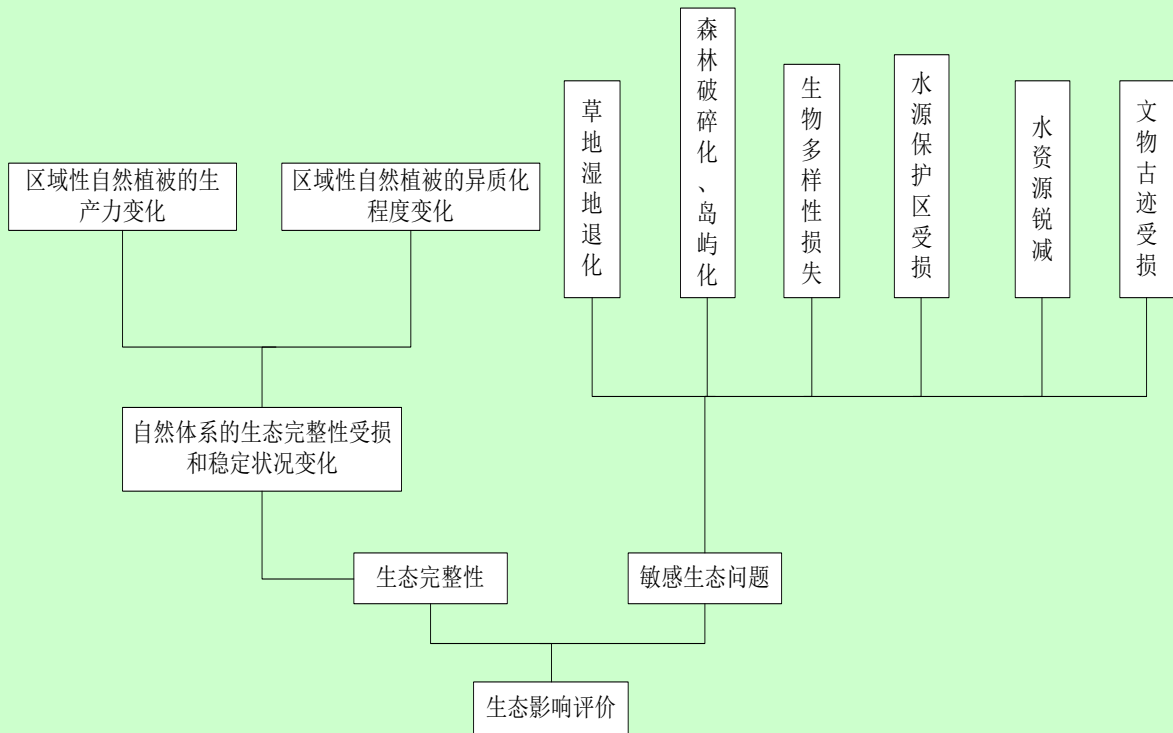 区域性自然植被的生
产力变化
区域性自然植被的异质化
程度变化
草地湿地退化
森林破碎化、岛屿化
生物多样性损失
水源保护区受损
水资源锐减
文物古迹受损
自然体系的生态完整性受损
和稳定状况变化
生态完整性
敏感生态问题
生态影响评价